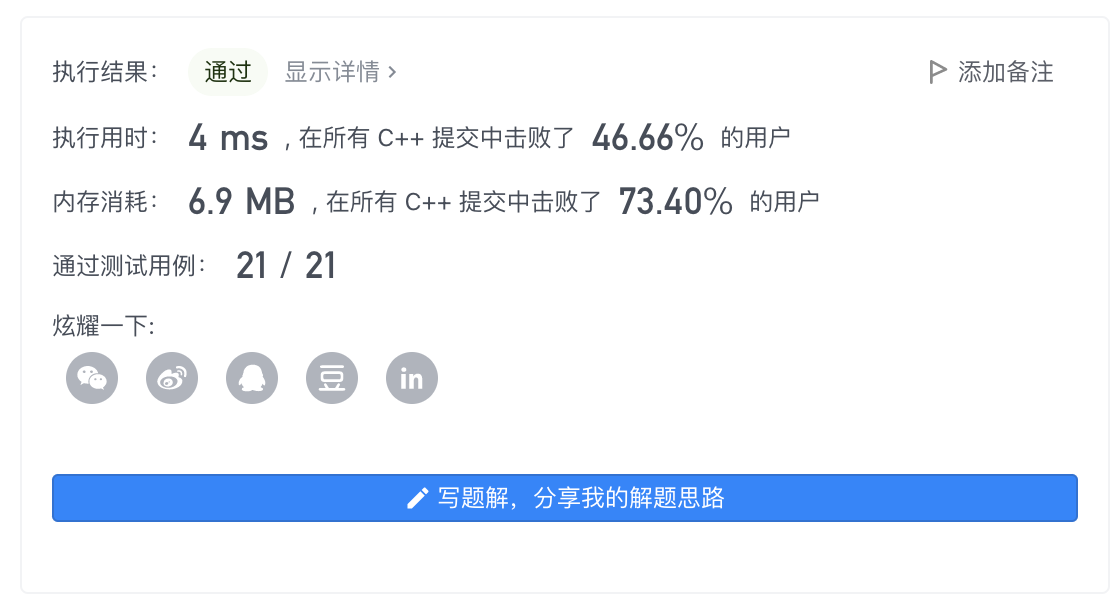 执行结果： 通过 显示详情 > 添加备注
执行用时： 4 ms , 在所有 C++ 提交中击败了 46.66% 的用户
内存消耗： 6.9 MB , 在所有 C++ 提交中击败了 73.40% 的用户
通过测试用例： 21 / 21
炫耀一下:
豆 in
写题解，分享我的解题思路